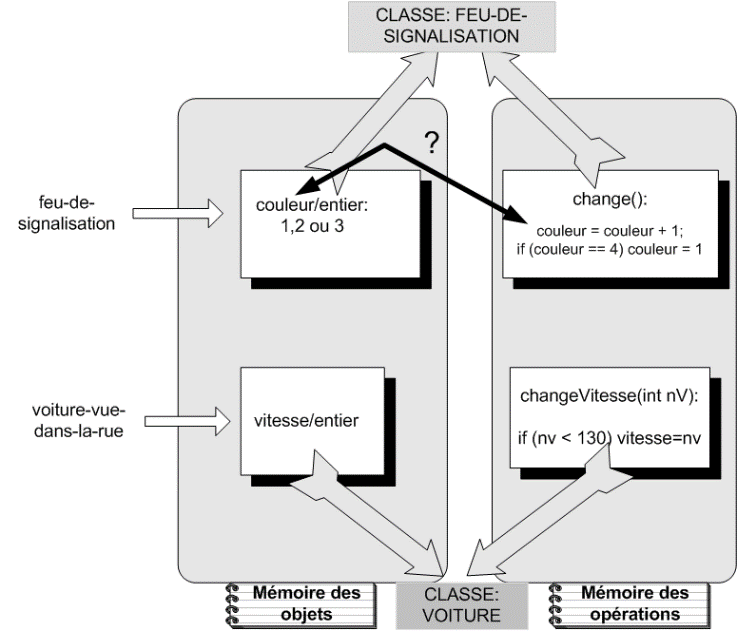 CLASSE: FEU-DE-
SIGNALISATION
?
feu-de-
signalisation
couleur/entier:
1,2 ou 3
change():
couleur = couleur + 1;
if (couleur == 4) couleur = 1
voiture-vue-
dans-la-rue
vitesse/entier
changeVitesse(int nV):
if (nv < 130) vitesse=nv
Mémoire des
objets
CLASSE:
VOITURE
Mémoire des
opérations